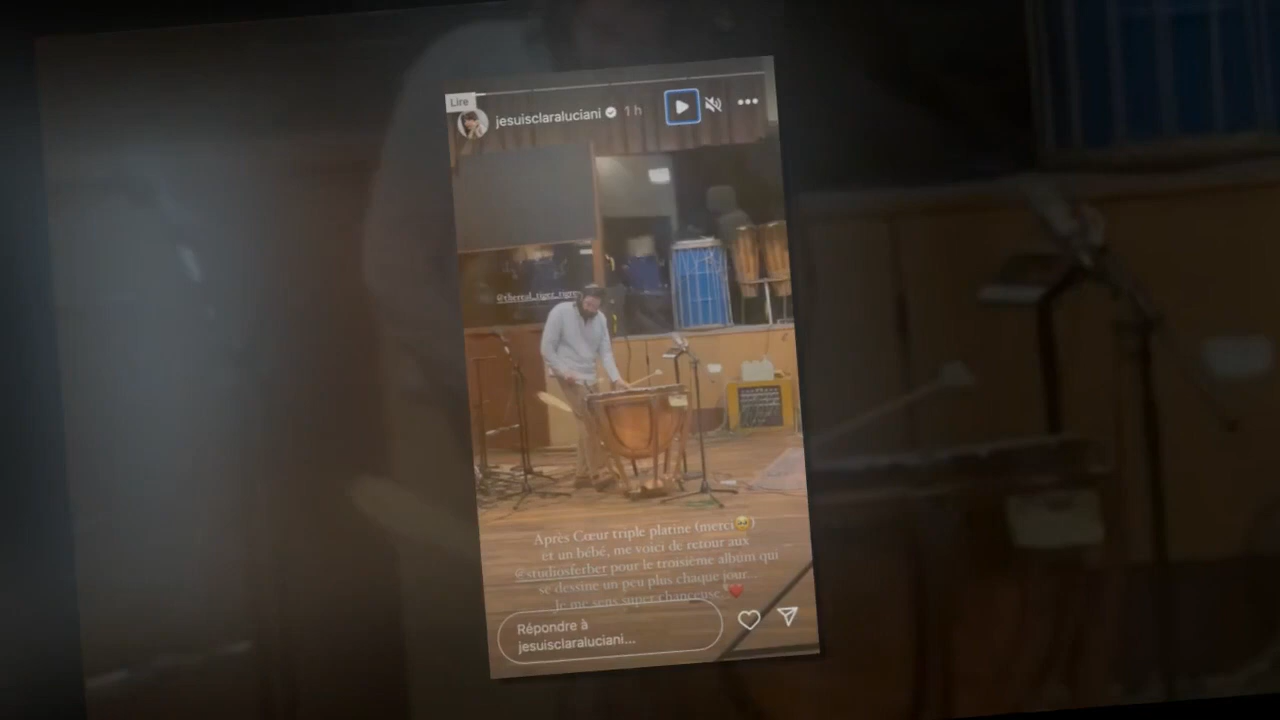 Lire
jesuisclaraluciani 1 h
Après Cœur triple platine (merci🥹)
et un bébé, me voici de retour aux
@studiosferber pour le troisième album qui
se dessine un peu plus chaque jour...
Je me sens super chanceuse..❤️
Répondre à
jesuisclaraluciani...